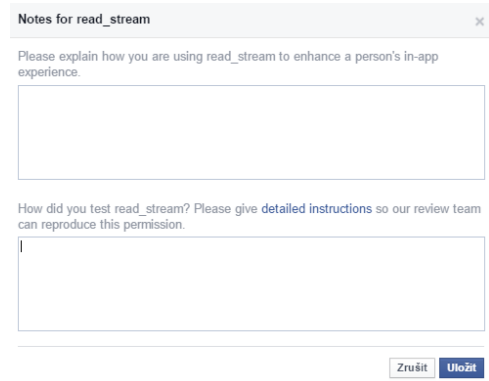 Notes for read_stream
Please explain how you are using read_stream to enhance a person's in-app
experience.
How did you test read_stream? Please give detailed instructions so our review team
can reproduce this permission.
Zrušit Uložit